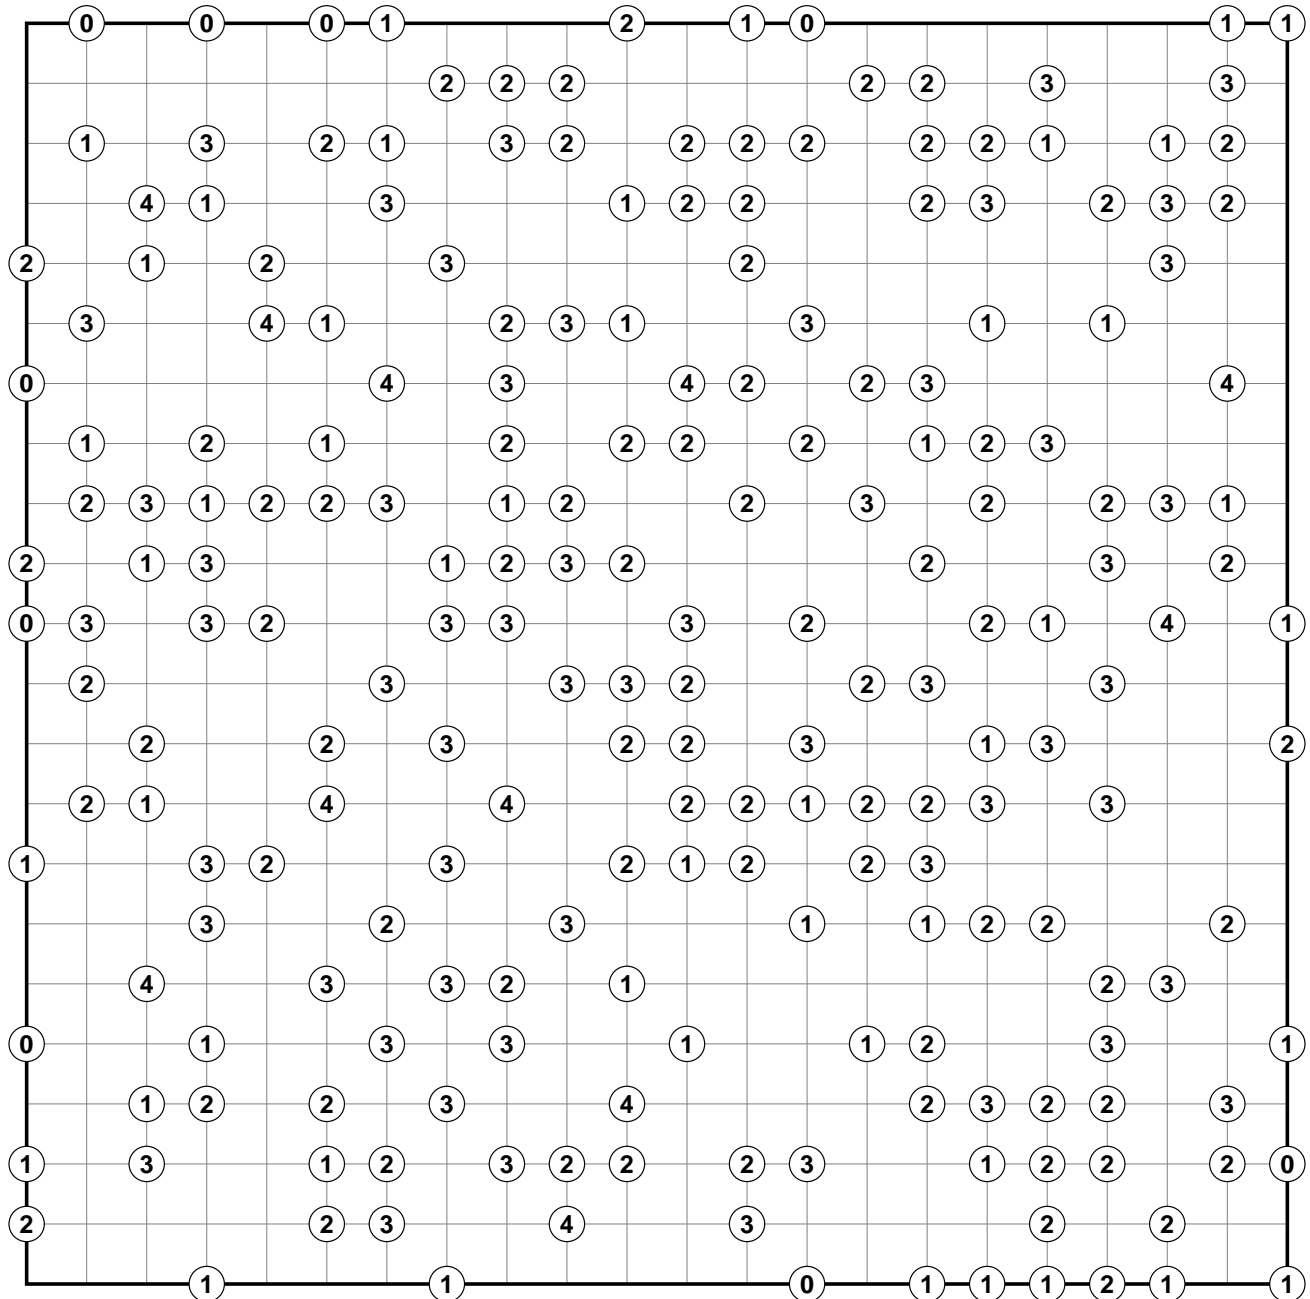 0 0 0 1 2 1 0 1 1
2 2 2 2 2 3 3
1 3 2 1 3 2 2 2 2 2 2 1 1 2
4 1 3 1 2 2 2 3 2 3 2
2 1 2 3 2 3
3 4 1 2 3 1 3 1 1
0 4 3 4 2 2 3 4
1 2 1 2 2 2 2 1 2 3
2 3 1 2 2 3 1 2 2 3 2 2 3 1
2 1 3 1 2 3 2 2 3 2
0 3 3 2 3 3 3 2 2 1 4 1
2 3 3 3 2 2 3 3
2 2 3 2 2 3 1 3 2
2 1 4 4 2 2 1 2 2 3 3
1 3 2 3 2 1 2 2 3
3 2 3 1 1 2 2 2
4 3 3 2 1 2 3
0 1 3 3 1 1 2 3 1
1 2 2 3 4 2 3 2 2 3
1 3 1 2 3 2 2 2 3 1 2 2 2 0
2 2 3 4 3 2 2
1 1 0 1 1 1 2 1 1